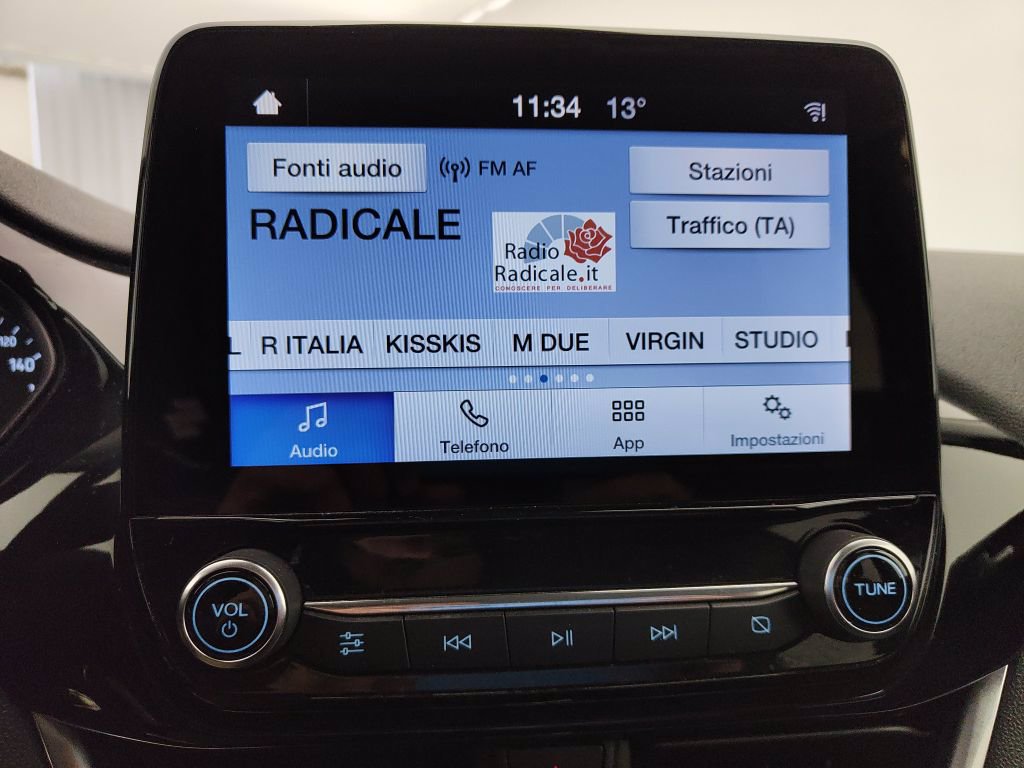 11:34 13°
Fonti audio
FM AF
Stazioni
RADICALE
Traffico (TA)
Radio
Radicale.it
CONOSCERE PER DELIBERARE
L R ITALIA KISSKIS M DUE VIRGIN STUDIO
Audio Telefono App Impostazioni
120
140
VOL
TUNE